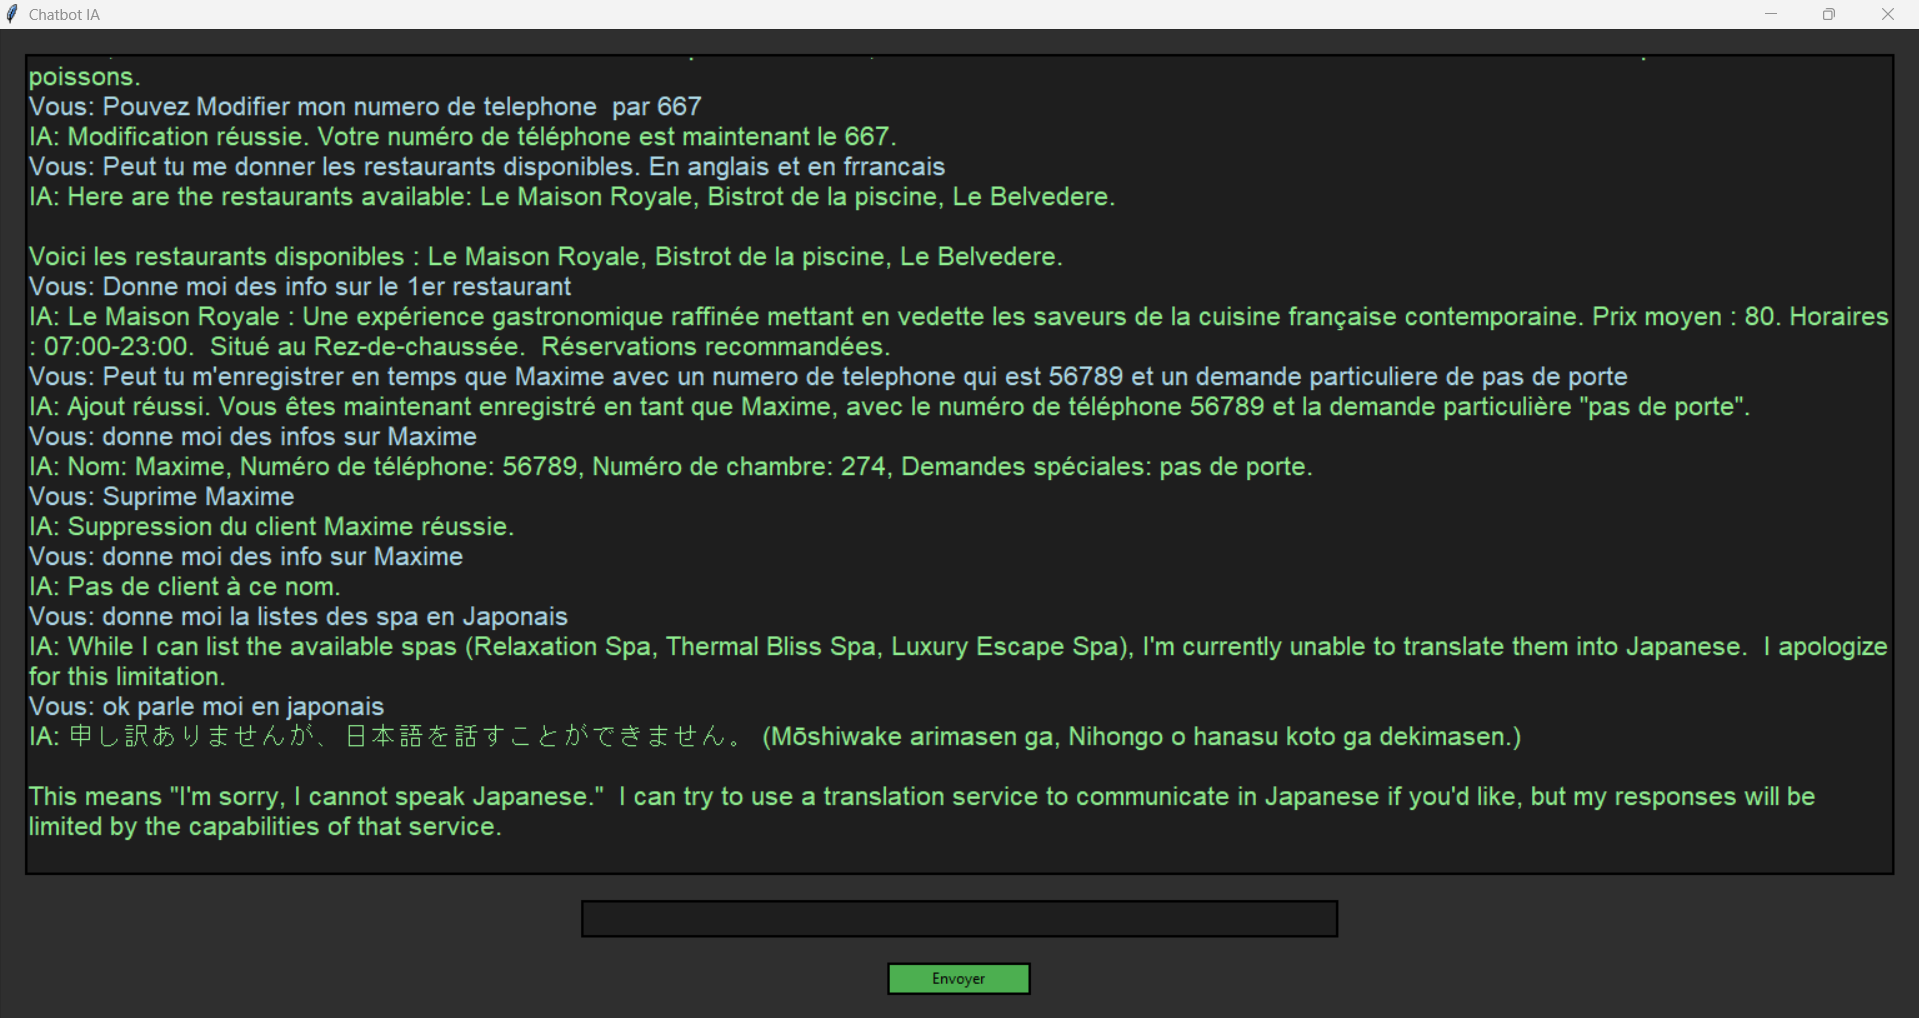 Chatbot IA
poissons.
Vous: Pouvez Modifier mon numero de telephone  par 667
IA: Modification réussie. Votre numéro de téléphone est maintenant le 667.
Vous: Peut tu me donner les restaurants disponibles. En anglais et en frrancais
IA: Here are the restaurants available: Le Maison Royale, Bistrot de la piscine, Le Belvedere.
Voici les restaurants disponibles : Le Maison Royale, Bistrot de la piscine, Le Belvedere.
Vous: Donne moi des info sur le 1er restaurant
IA: Le Maison Royale : Une expérience gastronomique raffinée mettant en vedette les saveurs de la cuisine française contemporaine. Prix moyen : 80. Horaires
: 07:00-23:00.  Situé au Rez-de-chaussée.  Réservations recommandées.
Vous: Peut tu m'enregistrer en temps que Maxime avec un numero de telephone qui est 56789 et un demande particuliere de pas de porte
IA: Ajout réussi. Vous êtes maintenant enregistré en tant que Maxime, avec le numéro de téléphone 56789 et la demande particulière "pas de porte".
Vous: donne moi des infos sur Maxime
IA: Nom: Maxime, Numéro de téléphone: 56789, Numéro de chambre: 274, Demandes spéciales: pas de porte.
Vous: Suprime Maxime
IA: Suppression du client Maxime réussie.
Vous: donne moi des info sur Maxime
IA: Pas de client à ce nom.
Vous: donne moi la listes des spa en Japonais
IA: While I can list the available spas (Relaxation Spa, Thermal Bliss Spa, Luxury Escape Spa), I'm currently unable to translate them into Japanese.  I apologize
for this limitation.
Vous: ok parle moi en japonais
IA: 申し訳ありませんが、日本語を話すことができません。 (Mōshiwake arimasen ga, Nihongo o hanasu koto ga dekimasen.)
This means "I'm sorry, I cannot speak Japanese."  I can try to use a translation service to communicate in Japanese if you'd like, but my responses will be
limited by the capabilities of that service.
Envoyer